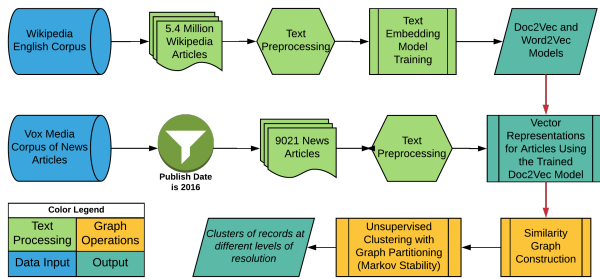 Wikipedia
English Corpus
5.4 Million
Wikipedia
Articles
Text
Preprocessing
Text
Embedding
Model
Training
Doc2Vec and
Word2Vec
Models
Vox Media
Corpus of News
Articles
Publish Date
is 2016
9021 News
Articles
Text
Preprocessing
Vector
Representations
for Articles Using
the Trained
Doc2Vec Model
Color Legend
Text
Processing
Graph
Operations
Data Input
Output
Clusters of records at
different levels of
resolution
Unsupervised
Clustering with
Graph Partitioning
(Markov Stability)
Similarity
Graph
Construction